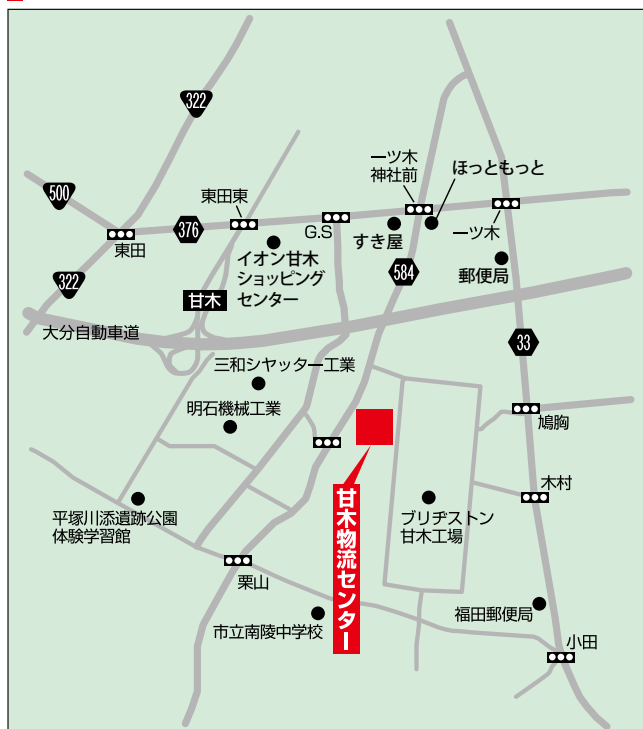 322
500
一ツ木
神社前
ほっともっと
東田東
376
東田
G.S
すき屋
一ツ木
イオン甘木
ショッピング
センター
584
郵便局
322
甘木
大分自動車道
33
三和シヤッター工業
明石機械工業
鳩胸
木村
甘木物流センター
平塚川添遺跡公園
体験学習館
ブリヂストン
甘木工場
栗山
福田郵便局
市立南陵中学校
小田